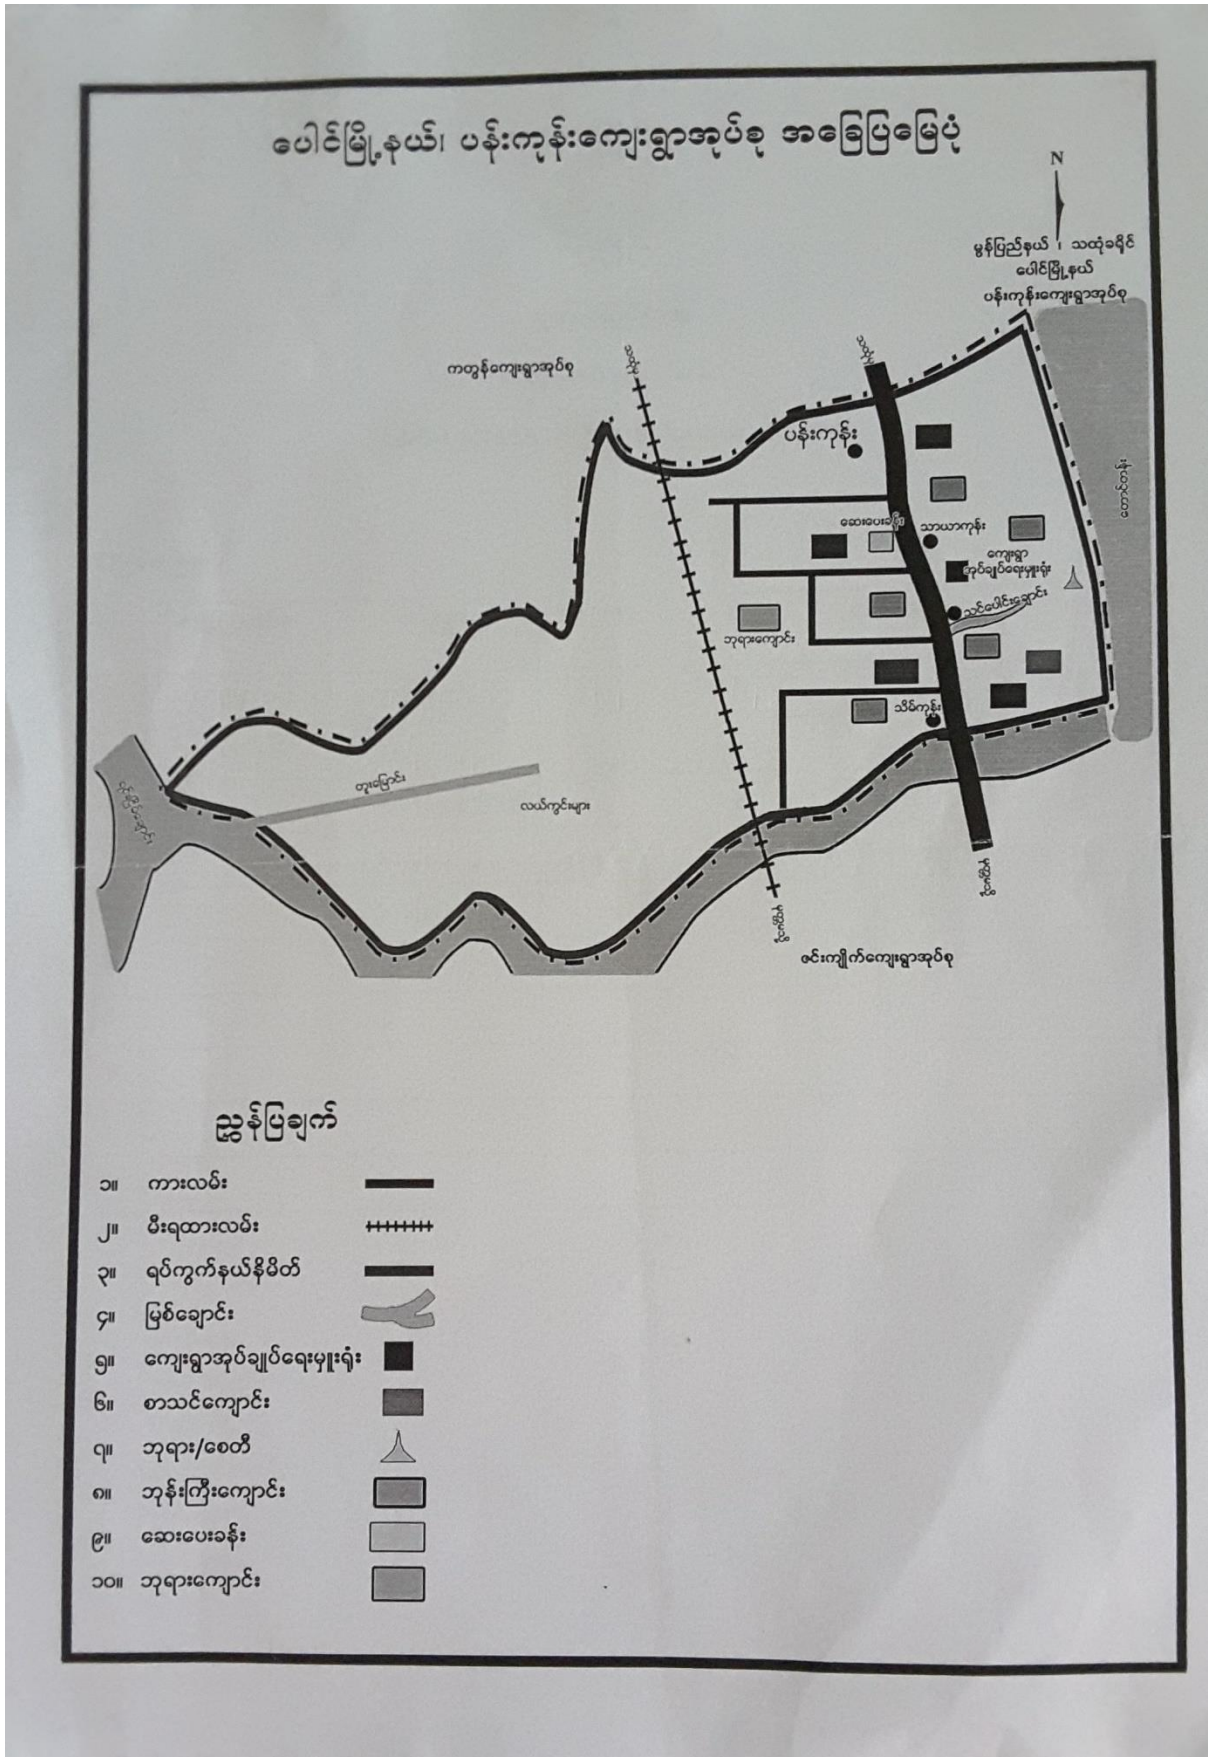 ပေါင်မြို့နယ်၊ ပန်းကုန်းကျေးရွာအုပ်စု အခြေပြမြေပုံ
N
မွန်ပြည်နယ် ၊ သထုံခရိုင်
ပေါင်မြို့နယ်
ပန်းကုန်းကျေးရွာအုပ်စု
ကတွန်ကျေးရွာအုပ်စု
ပန်းကုန်း
တောင်တန်း
ဆေးပေးခန်း
သာယာကုန်း
ကျေးရွာ
အုပ်ချုပ်ရေးမှူးရုံး
သင်ပေါင်းချောင်း
ဘုရားကျောင်း
သိမ်ကုန်း
တူးမြောင်း
လယ်ကွင်းများ
ဇင်းကျိုက်ကျေးရွာအုပ်စု
ညွှန်ပြချက်
၁။ ကားလမ်း
၂။ မီးရထားလမ်း
၃။ ရပ်ကွက်နယ်နိမိတ်
၄။ မြစ်ချောင်း
၅။ ကျေးရွာအုပ်ချုပ်ရေးမှူးရုံး
၆။ စာသင်ကျောင်း
၇။ ဘုရား/စေတီ
၈။ ဘုန်းကြီးကျောင်း
၉။ ဆေးပေးခန်း
၁၀။ ဘုရားကျောင်း